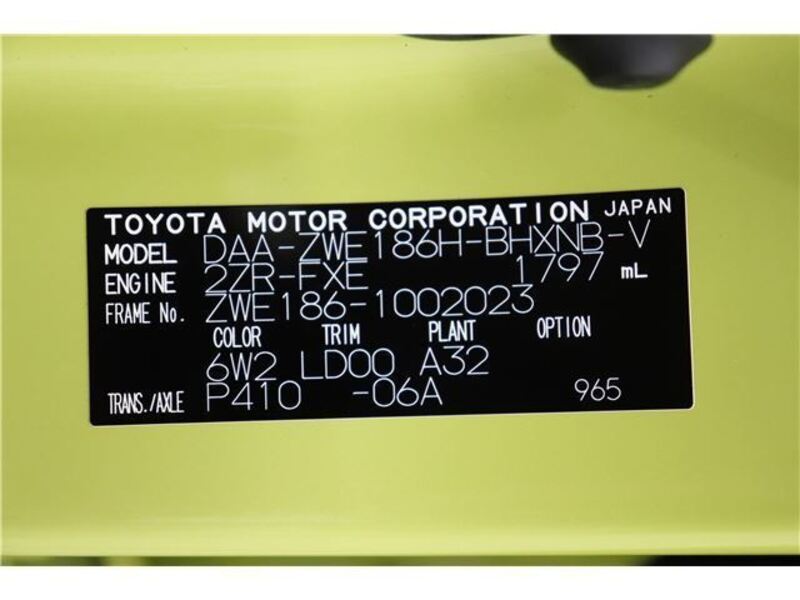 TOYOTA MOTOR CORPORATION JAPAN
MODEL DAA-ZWE186H-BHXNB-V
ENGINE 2ZR-FXE 1797 mL
FRAME No. ZWE186-1002023
COLOR TRIM PLANT OPTION
6W2 LD00 A32
TRANS./AXLE P410 -06A 965